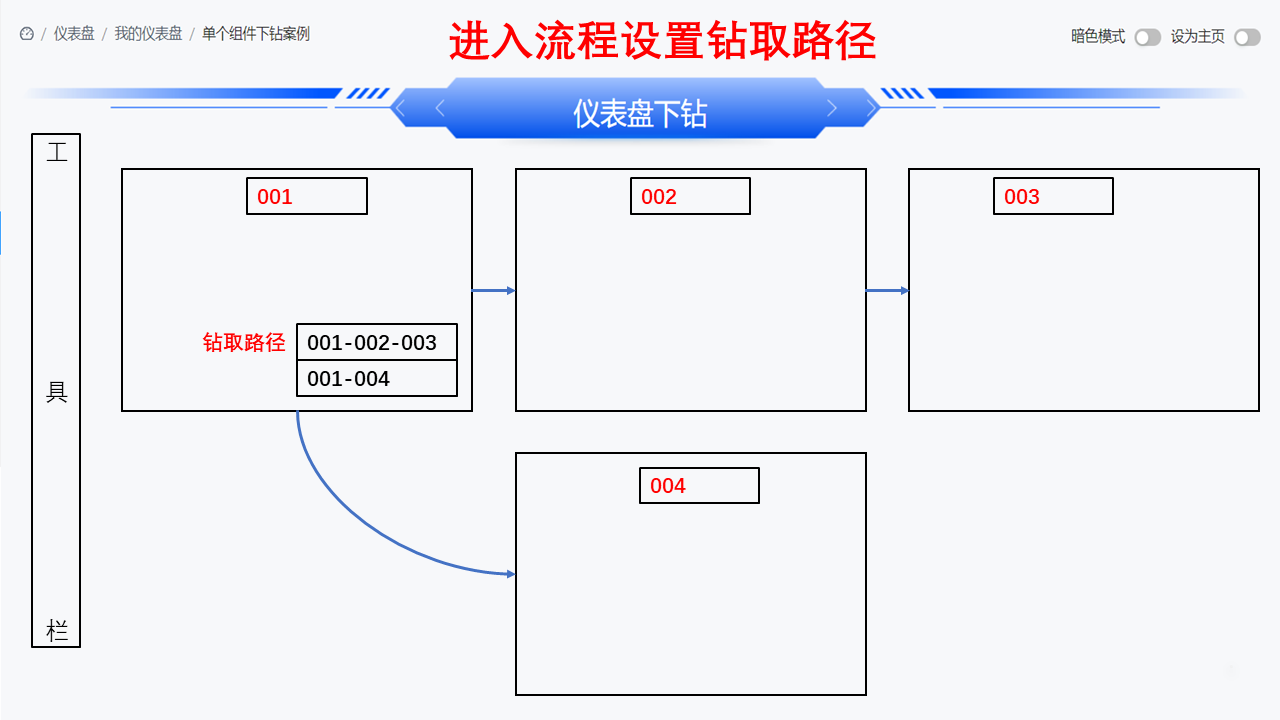 / 仪表盘 / 我的仪表盘 / 单个组件下钻案例
进入流程设置钻取路径
暗色模式 设为主页
仪表盘下钻
工
具
栏
001
002
003
钻取路径
001-002-003
001-004
004